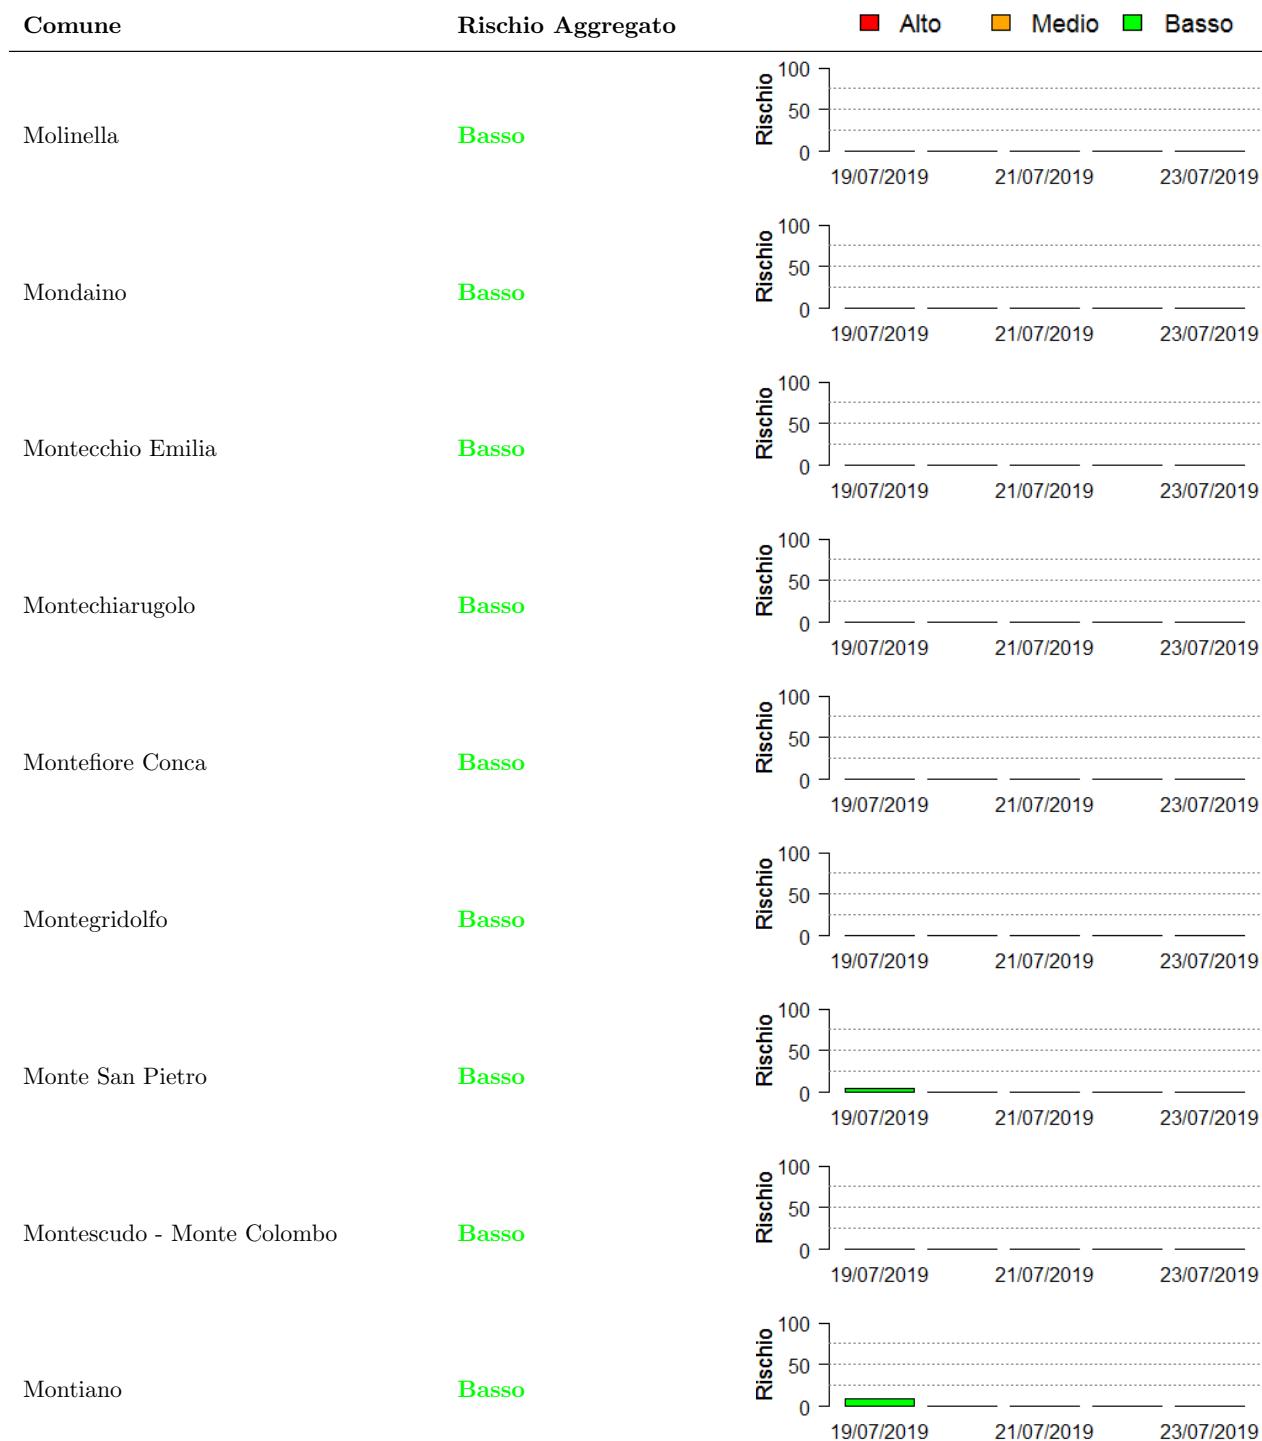 Comune Rischio Aggregato Alto Medio Basso
100
50
0
Rischio
Molinella Basso
19/07/2019 21/07/2019 23/07/2019
100
50
0
Rischio
Mondaino Basso
19/07/2019 21/07/2019 23/07/2019
100
50
0
Rischio
Montecchio Emilia Basso
19/07/2019 21/07/2019 23/07/2019
100
50
0
Rischio
Montechiarugolo Basso
19/07/2019 21/07/2019 23/07/2019
100
50
0
Rischio
Montefiore Conca Basso
19/07/2019 21/07/2019 23/07/2019
100
50
0
Rischio
Montegridolfo Basso
19/07/2019 21/07/2019 23/07/2019
100
50
0
Rischio
Monte San Pietro Basso
19/07/2019 21/07/2019 23/07/2019
100
50
0
Rischio
Montescudo - Monte Colombo Basso
19/07/2019 21/07/2019 23/07/2019
100
50
0
Rischio
Montiano Basso
19/07/2019 21/07/2019 23/07/2019